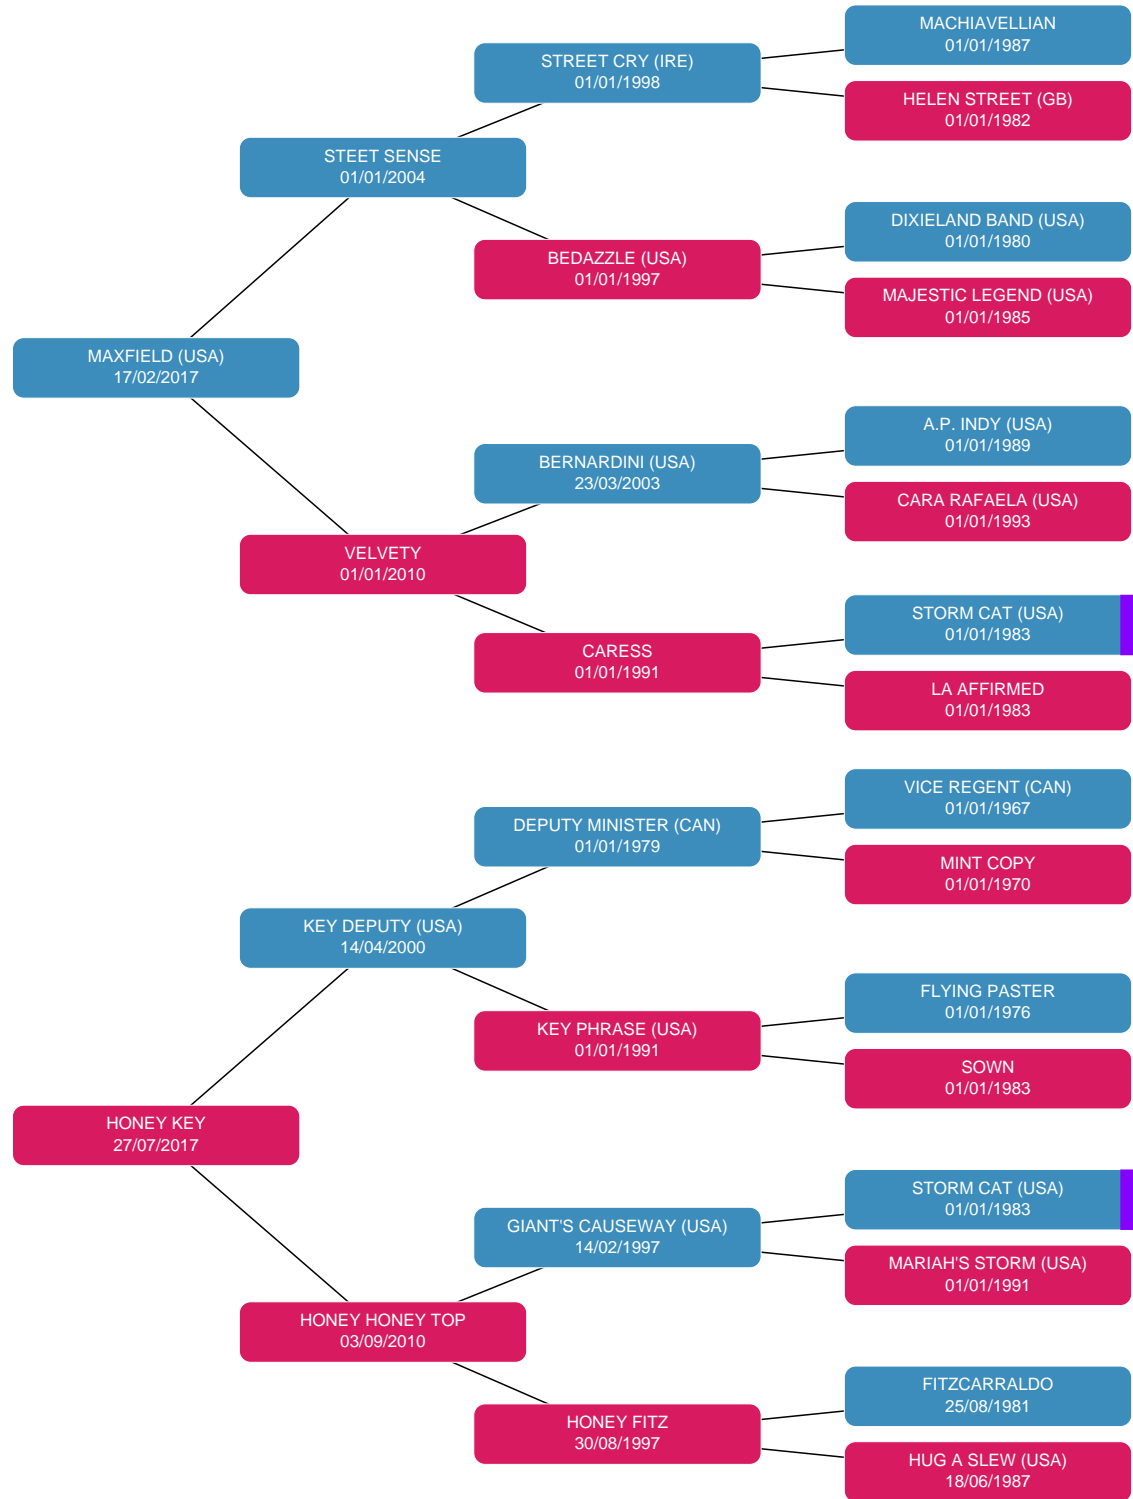 MACHIAVELLIAN
01/01/1987
STREET CRY (IRE)
01/01/1998
HELEN STREET (GB)
01/01/1982
STEET SENSE
01/01/2004
DIXIELAND BAND (USA)
01/01/1980
BEDAZZLE (USA)
01/01/1997
MAJESTIC LEGEND (USA)
01/01/1985
MAXFIELD (USA)
17/02/2017
A.P. INDY (USA)
01/01/1989
BERNARDINI (USA)
23/03/2003
CARA RAFAELA (USA)
01/01/1993
VELVETY
01/01/2010
STORM CAT (USA)
01/01/1983
CARESS
01/01/1991
LA AFFIRMED
01/01/1983
VICE REGENT (CAN)
01/01/1967
DEPUTY MINISTER (CAN)
01/01/1979
MINT COPY
01/01/1970
KEY DEPUTY (USA)
14/04/2000
FLYING PASTER
01/01/1976
KEY PHRASE (USA)
01/01/1991
SOWN
01/01/1983
HONEY KEY
27/07/2017
STORM CAT (USA)
01/01/1983
GIANT'S CAUSEWAY (USA)
14/02/1997
MARIAH'S STORM (USA)
01/01/1991
HONEY HONEY TOP
03/09/2010
FITZCARRALDO
25/08/1981
HONEY FITZ
30/08/1997
HUG A SLEW (USA)
18/06/1987